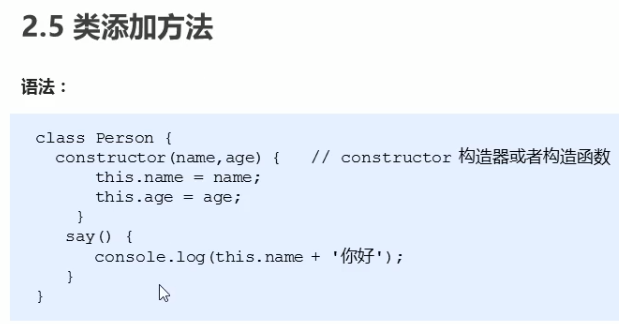 2.5 类添加方法
语法：
class Person {
constructor(name,age) {   // constructor 构造器或者构造函数
this.name = name;
this.age = age;
}
say() {
console.log(this.name + '你好');
}
}